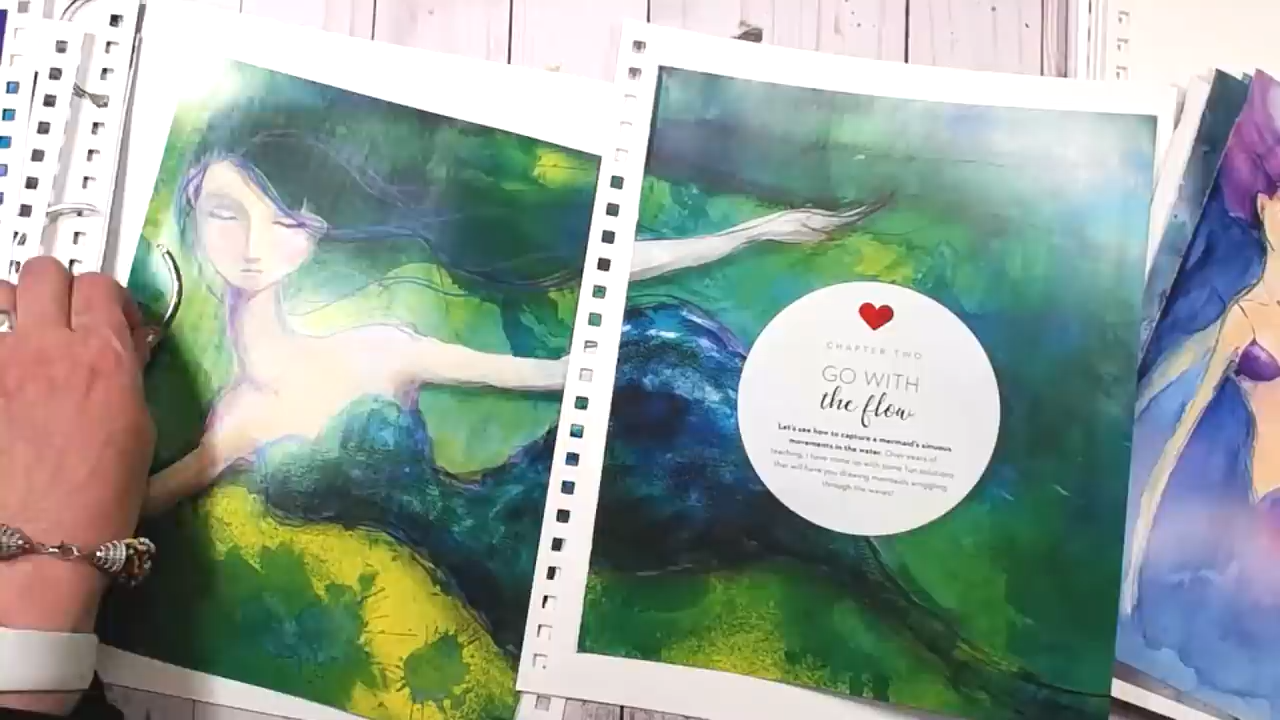 CHAPTER TWO
GO WITH
the flow
Let's see how to capture a mermaid's sinuous
movements in the water. Over years of
teaching, I have come up with some fun solutions
that will have you drawing mermaids wriggling
through the waves!